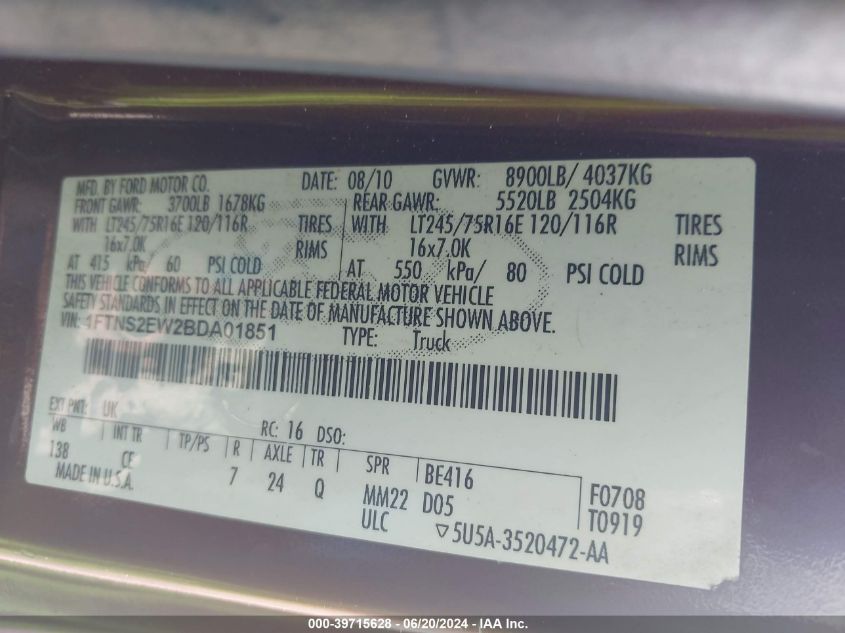 MFD. BY FORD MOTOR CO. DATE: 08/10 GVWR: 8900LB/ 4037KG
FRONT GAWR: 3700LB 1678KG REAR GAWR: 5520LB 2504KG
WITH LT245/75R16E 120/116R TIRES WITH LT245/75R16E 120/116R TIRES
16x7.0K RIMS 16x7.0K RIMS
AT 415 kPa/ 60 PSI COLD AT 550 kPa/ 80 PSI COLD
THIS VEHICLE CONFORMS TO ALL APPLICABLE FEDERAL MOTOR VEHICLE
SAFETY STANDARDS IN EFFECT ON THE DATE OF MANUFACTURE SHOWN ABOVE.
VIN: 1FTNS2EW2BDA01851 TYPE: Truck
EXT PNT: UK RC: 16 DSO:
WB INT TR TP/PS R AXLE TR SPR BE416 F0708
138 CE 7 24 Q MM22 D05 T0919
MADE IN U.S.A. ULC ▽5U5A-3520472-AA
000-39715628 - 06/20/2024 - IAAI.com